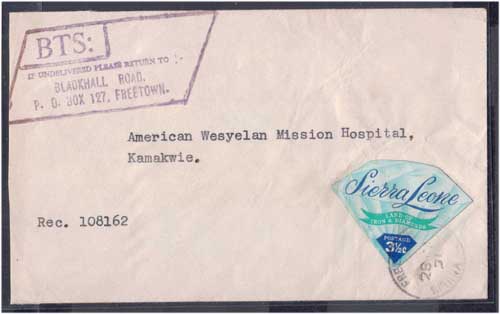 BTS:
IF UNDELIVERED PLEASE RETURN TO :-
BLACKHALL ROAD.
P. O. BOX 127, FREETOWN.
American Wesyelan Mission Hospital,
Kamakwie.
Rec. 108162
Sierra Leone
LAND OF
IRON & DIAMONDS
POSTAGE
3½c
28